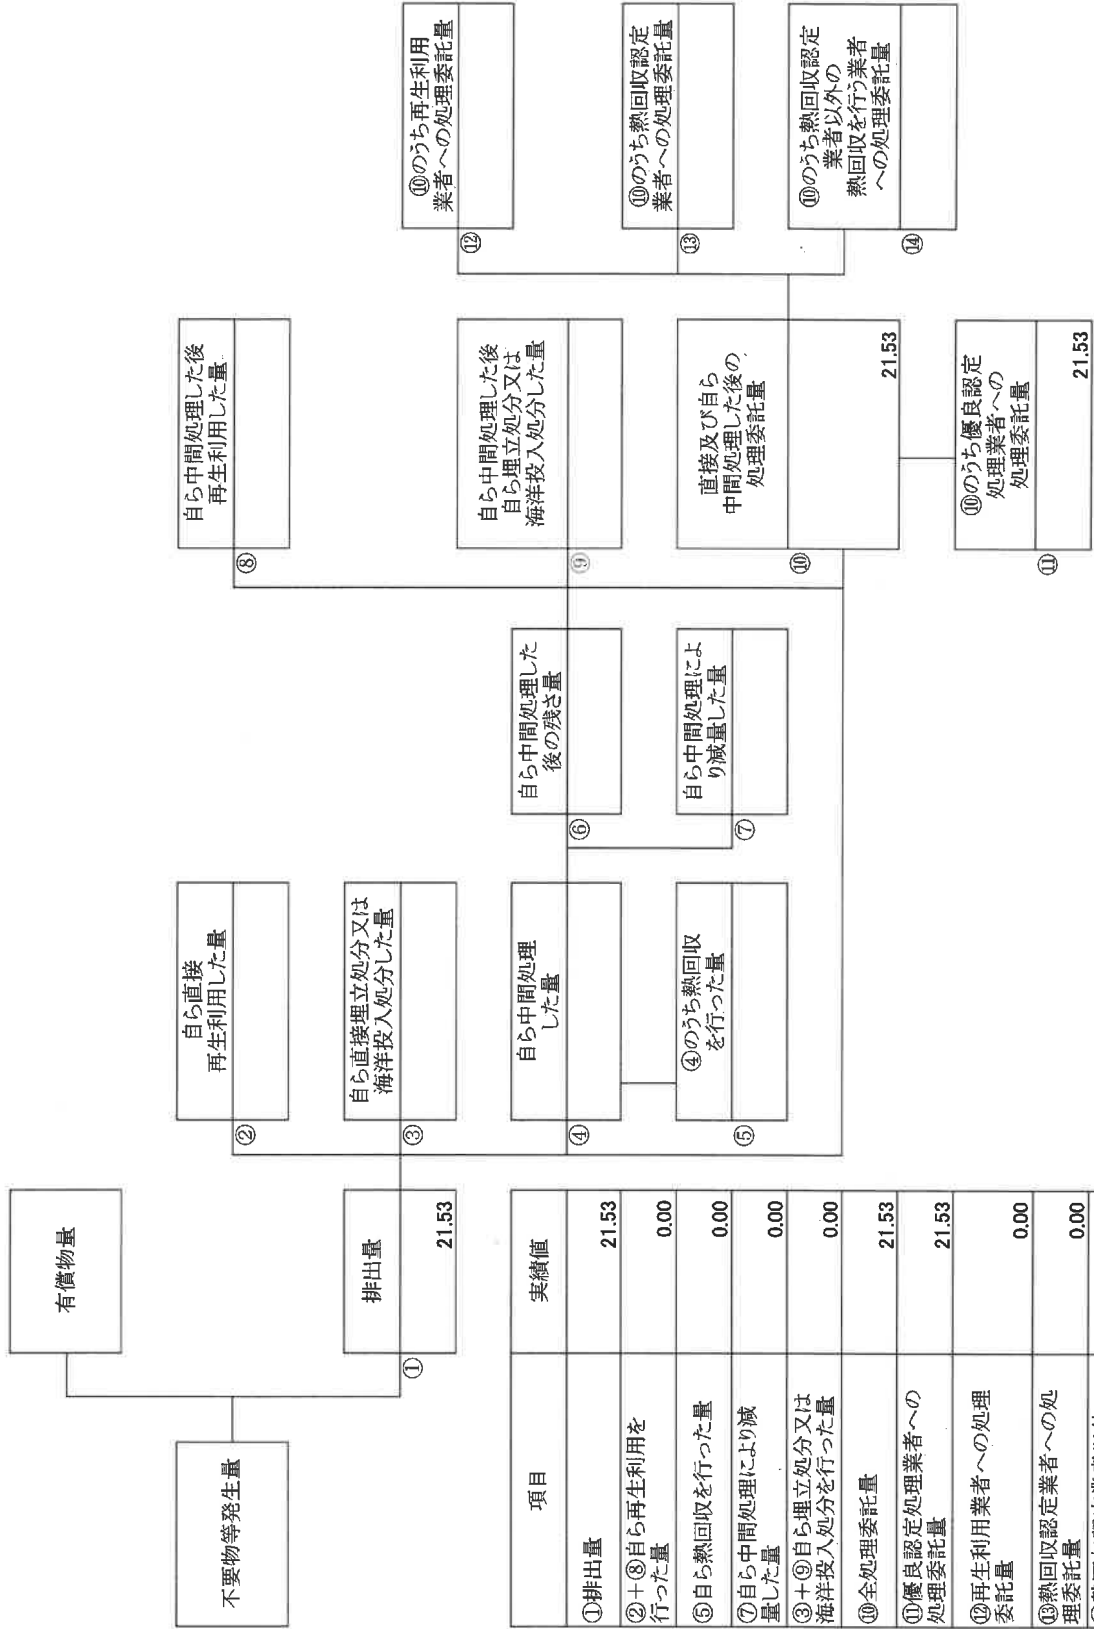 不要物等発生量
有償物量
①
排出量
21.53
②
自ら直接
再生利用した量
③
自ら直接埋立処分又は
海洋投入処分した量
④
自ら中間処理
した量
⑤
④のうち熱回収
を行った量
⑥
自ら中間処理した
後の残さ量
⑦
自ら中間処理によ
り減量した量
⑧
自ら中間処理した後
再生利用した量
⑨
自ら中間処理した後
自ら埋立処分又は
海洋投入処分した量
⑩
直接及び自ら
中間処理した後の
処理委託量
21.53
⑪
⑩のうち優良認定
処理業者への
処理委託量
21.53
⑫
⑩のうち再生利用
業者への処理委託量
⑬
⑩のうち熱回収認定
業者への処理委託量
⑭
⑩のうち熱回収認定
業者以外の
熱回収を行う業者
への処理委託量
項目 実績値
①排出量 21.53
②+⑧自ら再生利用を
行った量 0.00
⑤自ら熱回収を行った量 0.00
⑦自ら中間処理により減
量した量 0.00
③+⑨自ら埋立処分又は
海洋投入処分を行った量 0.00
⑩全処理委託量 21.53
⑪優良認定処理業者への
処理委託量 21.53
⑫再生利用業者への処理
委託量 0.00
⑬熱回収認定業者への処
理委託量 0.00